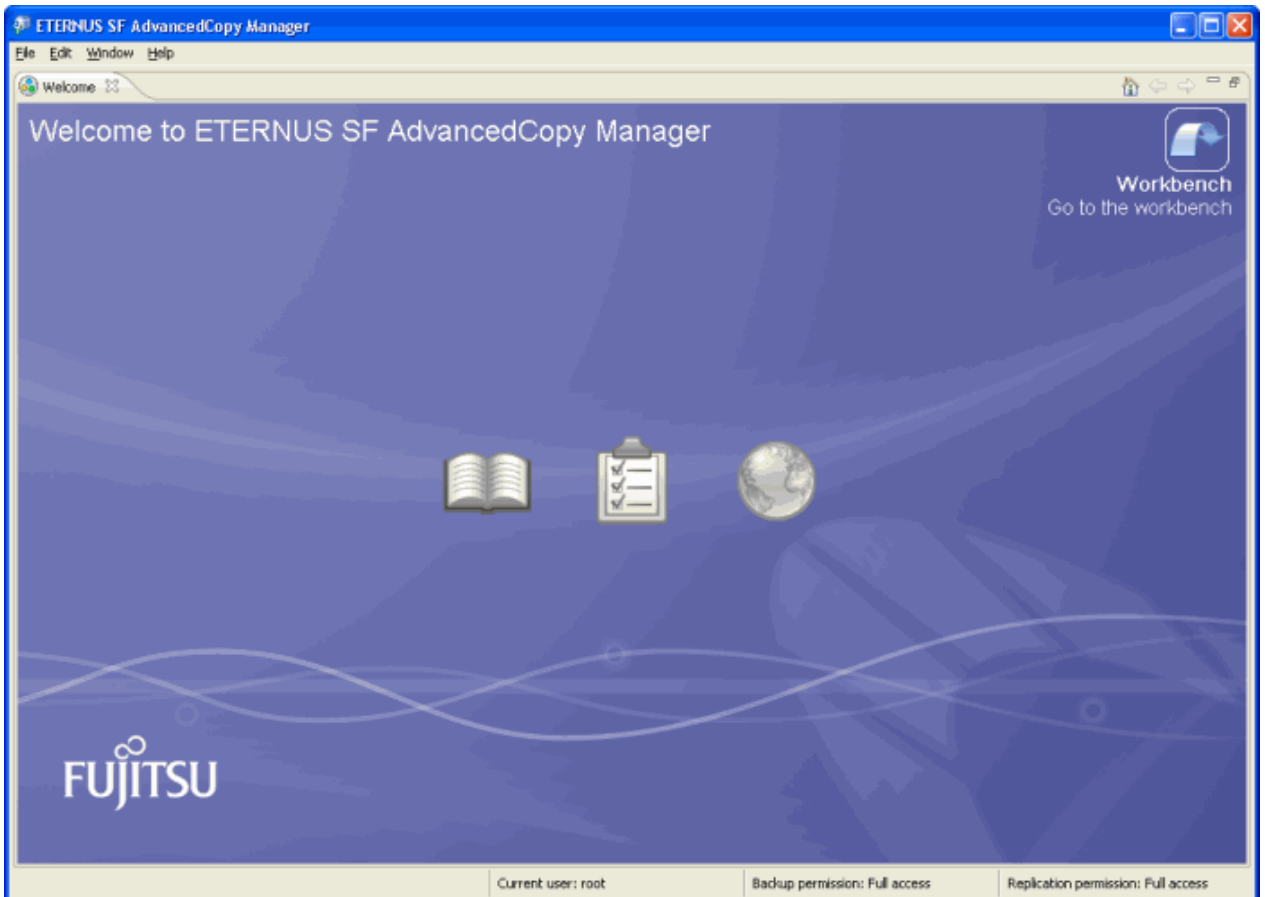 ETERNUS SF AdvancedCopy Manager
File Edit Window Help
Welcome
Welcome to ETERNUS SF AdvancedCopy Manager
Workbench
Go to the workbench
FUJITSU
Current user: root Backup permission: Full access Replication permission: Full access